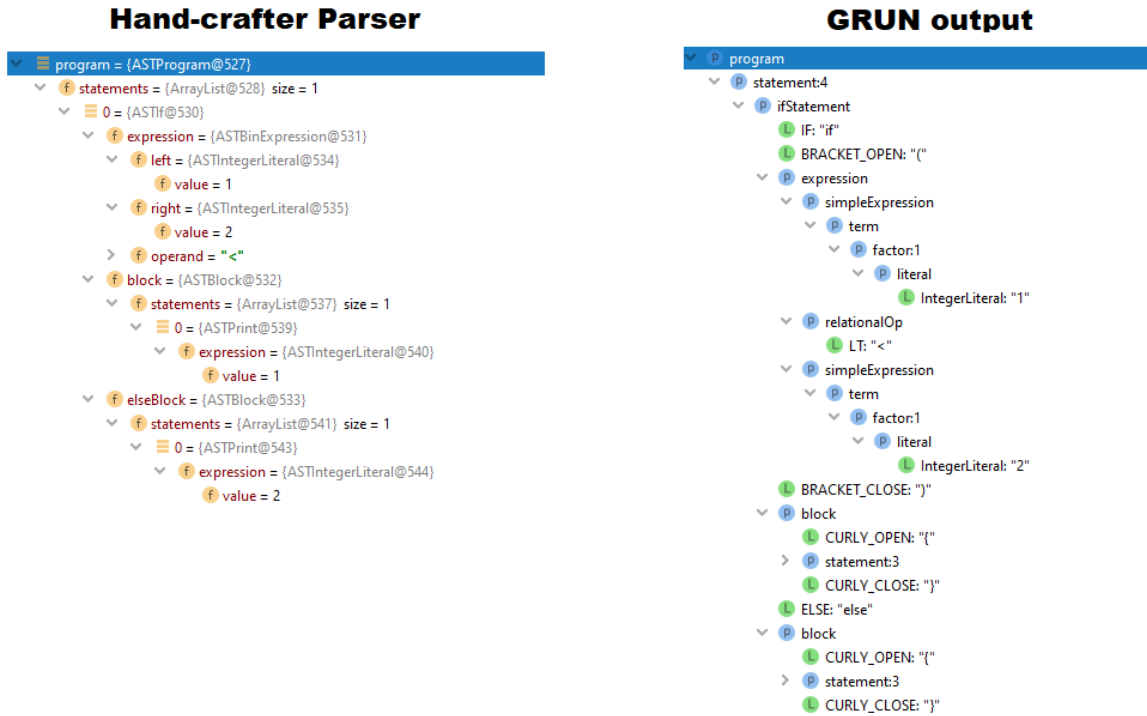 Hand-crafter Parser
program = {ASTProgram@527}
statements = {ArrayList@528} size = 1
0 = {ASTIf@530}
expression = {ASTBinExpression@531}
left = {ASTIntegerLiteral@534}
value = 1
right = {ASTIntegerLiteral@535}
value = 2
operand = "<"
block = {ASTBlock@532}
statements = {ArrayList@537} size = 1
0 = {ASTPrint@539}
expression = {ASTIntegerLiteral@540}
value = 1
elseBlock = {ASTBlock@533}
statements = {ArrayList@541} size = 1
0 = {ASTPrint@543}
expression = {ASTIntegerLiteral@544}
value = 2
GRUN output
program
statement:4
ifStatement
IF: "if"
BRACKET_OPEN: "("
expression
simpleExpression
term
factor:1
literal
IntegerLiteral: "1"
relationalOp
LT: "<"
simpleExpression
term
factor:1
literal
IntegerLiteral: "2"
BRACKET_CLOSE: ")"
block
CURLY_OPEN: "{"
statement:3
CURLY_CLOSE: "}"
ELSE: "else"
block
CURLY_OPEN: "{"
statement:3
CURLY_CLOSE: "}"